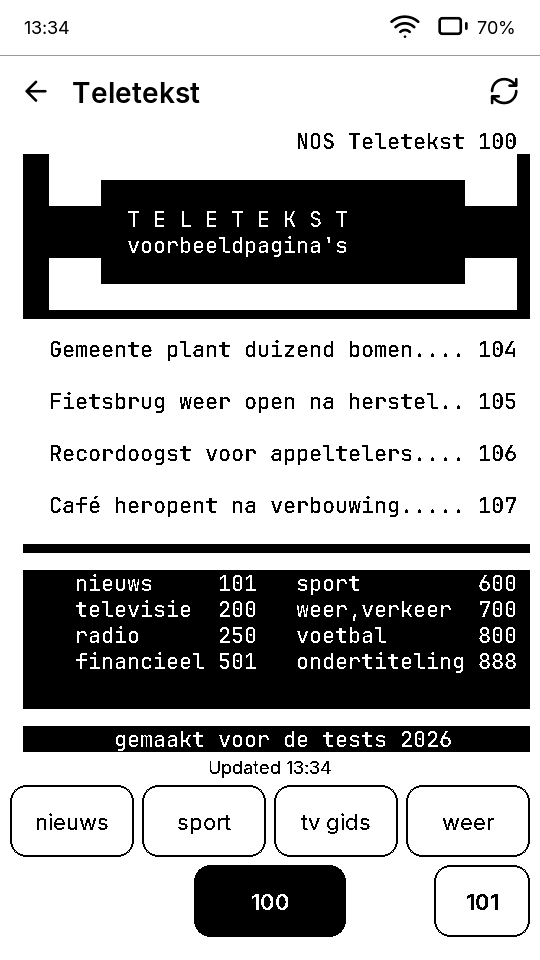 13:34 70%
Teletekst
NOS Teletekst 100
T E L E T E K S T
voorbeeldpagina's
Gemeente plant duizend bomen.... 104
Fietsbrug weer open na herstel.. 105
Recordoogst voor appeltelers.... 106
Café heropent na verbouwing..... 107
nieuws 101 sport 600
televisie 200 weer,verkeer 700
radio 250 voetbal 800
financieel 501 ondertiteling 888
gemaakt voor de tests 2026
Updated 13:34
nieuws sport tv gids weer
100 101